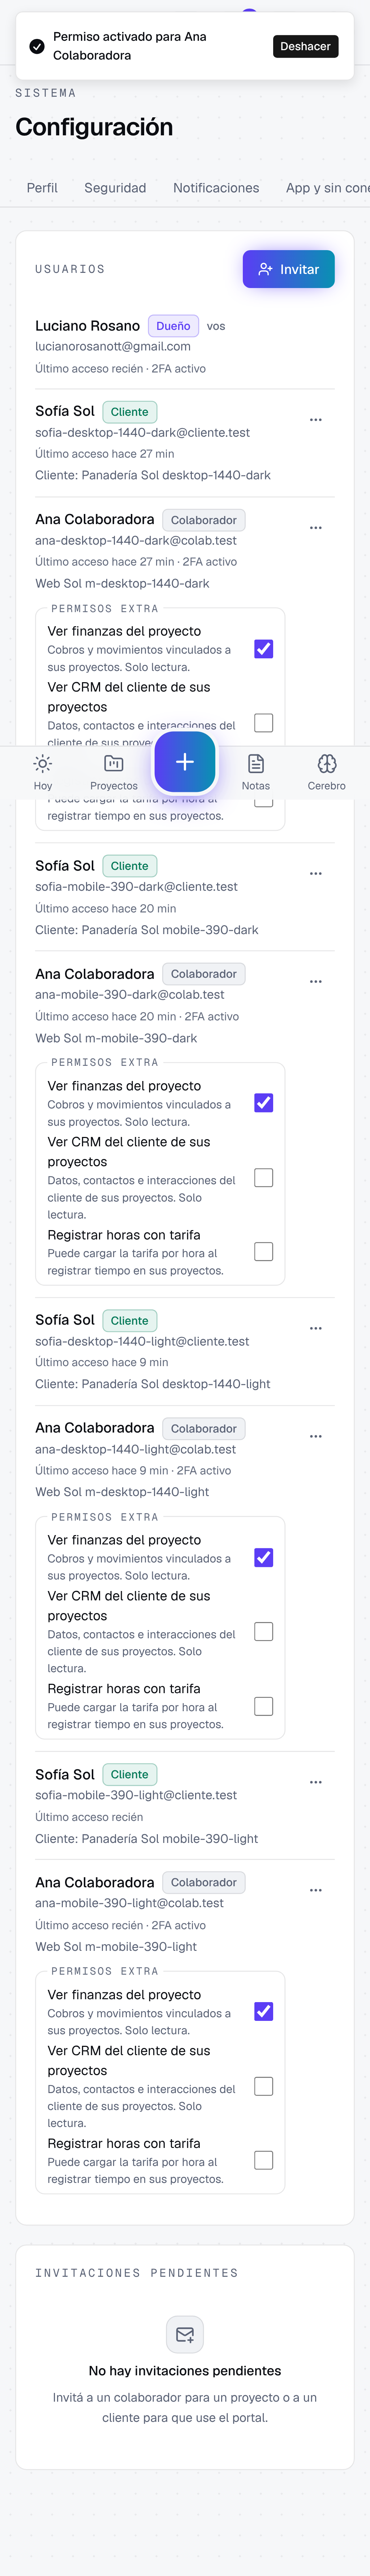 Permiso activado para Ana
Colaboradora
Deshacer
SISTEMA
Configuración
Perfil
Seguridad
Notificaciones
App y sin cone
USUARIOS
Invitar
Luciano Rosano
Dueño
vos
lucianorosanott@gmail.com
Último acceso recién · 2FA activo
Sofía Sol
Cliente
sofia-desktop-1440-dark@cliente.test
Último acceso hace 27 min
Cliente: Panadería Sol desktop-1440-dark
Ana Colaboradora
Colaborador
ana-desktop-1440-dark@colab.test
Último acceso hace 27 min · 2FA activo
Web Sol m-desktop-1440-dark
PERMISOS EXTRA
Ver finanzas del proyecto
Cobros y movimientos vinculados a
sus proyectos. Solo lectura.
Ver CRM del cliente de sus
proyectos
Datos, contactos e interacciones del
cliente de sus proyectos. Solo
Hoy
Proyectos
Notas
Cerebro
Puede cargar la tarifa por hora al
registrar tiempo en sus proyectos.
Sofía Sol
Cliente
sofia-mobile-390-dark@cliente.test
Último acceso hace 20 min
Cliente: Panadería Sol mobile-390-dark
Ana Colaboradora
Colaborador
ana-mobile-390-dark@colab.test
Último acceso hace 20 min · 2FA activo
Web Sol m-mobile-390-dark
PERMISOS EXTRA
Ver finanzas del proyecto
Cobros y movimientos vinculados a
sus proyectos. Solo lectura.
Ver CRM del cliente de sus
proyectos
Datos, contactos e interacciones del
cliente de sus proyectos. Solo
lectura.
Registrar horas con tarifa
Puede cargar la tarifa por hora al
registrar tiempo en sus proyectos.
Sofía Sol
Cliente
sofia-desktop-1440-light@cliente.test
Último acceso hace 9 min
Cliente: Panadería Sol desktop-1440-light
Ana Colaboradora
Colaborador
ana-desktop-1440-light@colab.test
Último acceso hace 9 min · 2FA activo
Web Sol m-desktop-1440-light
PERMISOS EXTRA
Ver finanzas del proyecto
Cobros y movimientos vinculados a
sus proyectos. Solo lectura.
Ver CRM del cliente de sus
proyectos
Datos, contactos e interacciones del
cliente de sus proyectos. Solo
lectura.
Registrar horas con tarifa
Puede cargar la tarifa por hora al
registrar tiempo en sus proyectos.
Sofía Sol
Cliente
sofia-mobile-390-light@cliente.test
Último acceso recién
Cliente: Panadería Sol mobile-390-light
Ana Colaboradora
Colaborador
ana-mobile-390-light@colab.test
Último acceso recién · 2FA activo
Web Sol m-mobile-390-light
PERMISOS EXTRA
Ver finanzas del proyecto
Cobros y movimientos vinculados a
sus proyectos. Solo lectura.
Ver CRM del cliente de sus
proyectos
Datos, contactos e interacciones del
cliente de sus proyectos. Solo
lectura.
Registrar horas con tarifa
Puede cargar la tarifa por hora al
registrar tiempo en sus proyectos.
INVITACIONES PENDIENTES
No hay invitaciones pendientes
Invitá a un colaborador para un proyecto o a un
cliente para que use el portal.